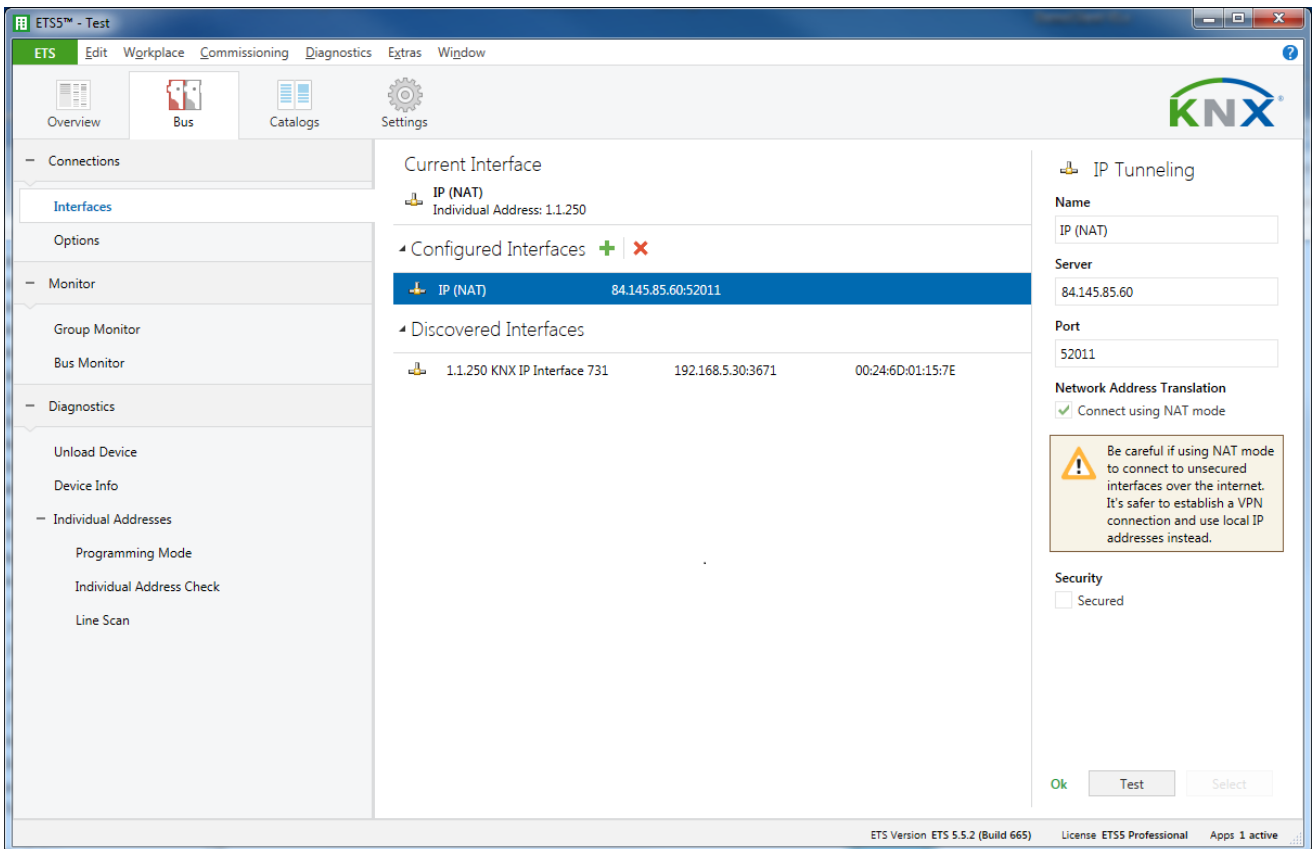 ETS5™ - Test
ETS Edit Workplace Commissioning Diagnostics Extras Window
Overview Bus Catalogs Settings
KNX
Connections
Interfaces
Options
Monitor
Group Monitor
Bus Monitor
Diagnostics
Unload Device
Device Info
Individual Addresses
Programming Mode
Individual Address Check
Line Scan
Current Interface
IP (NAT)
Individual Address: 1.1.250
Configured Interfaces
IP (NAT) 84.145.85.60:52011
Discovered Interfaces
1.1.250 KNX IP Interface 731 192.168.5.30:3671 00:24:6D:01:15:7E
IP Tunneling
Name
IP (NAT)
Server
84.145.85.60
Port
52011
Network Address Translation
Connect using NAT mode
Be careful if using NAT mode
to connect to unsecured
interfaces over the internet.
It's safer to establish a VPN
connection and use local IP
addresses instead.
Security
Secured
Ok Test Select
ETS Version ETS 5.5.2 (Build 665) License ETS5 Professional Apps 1 active